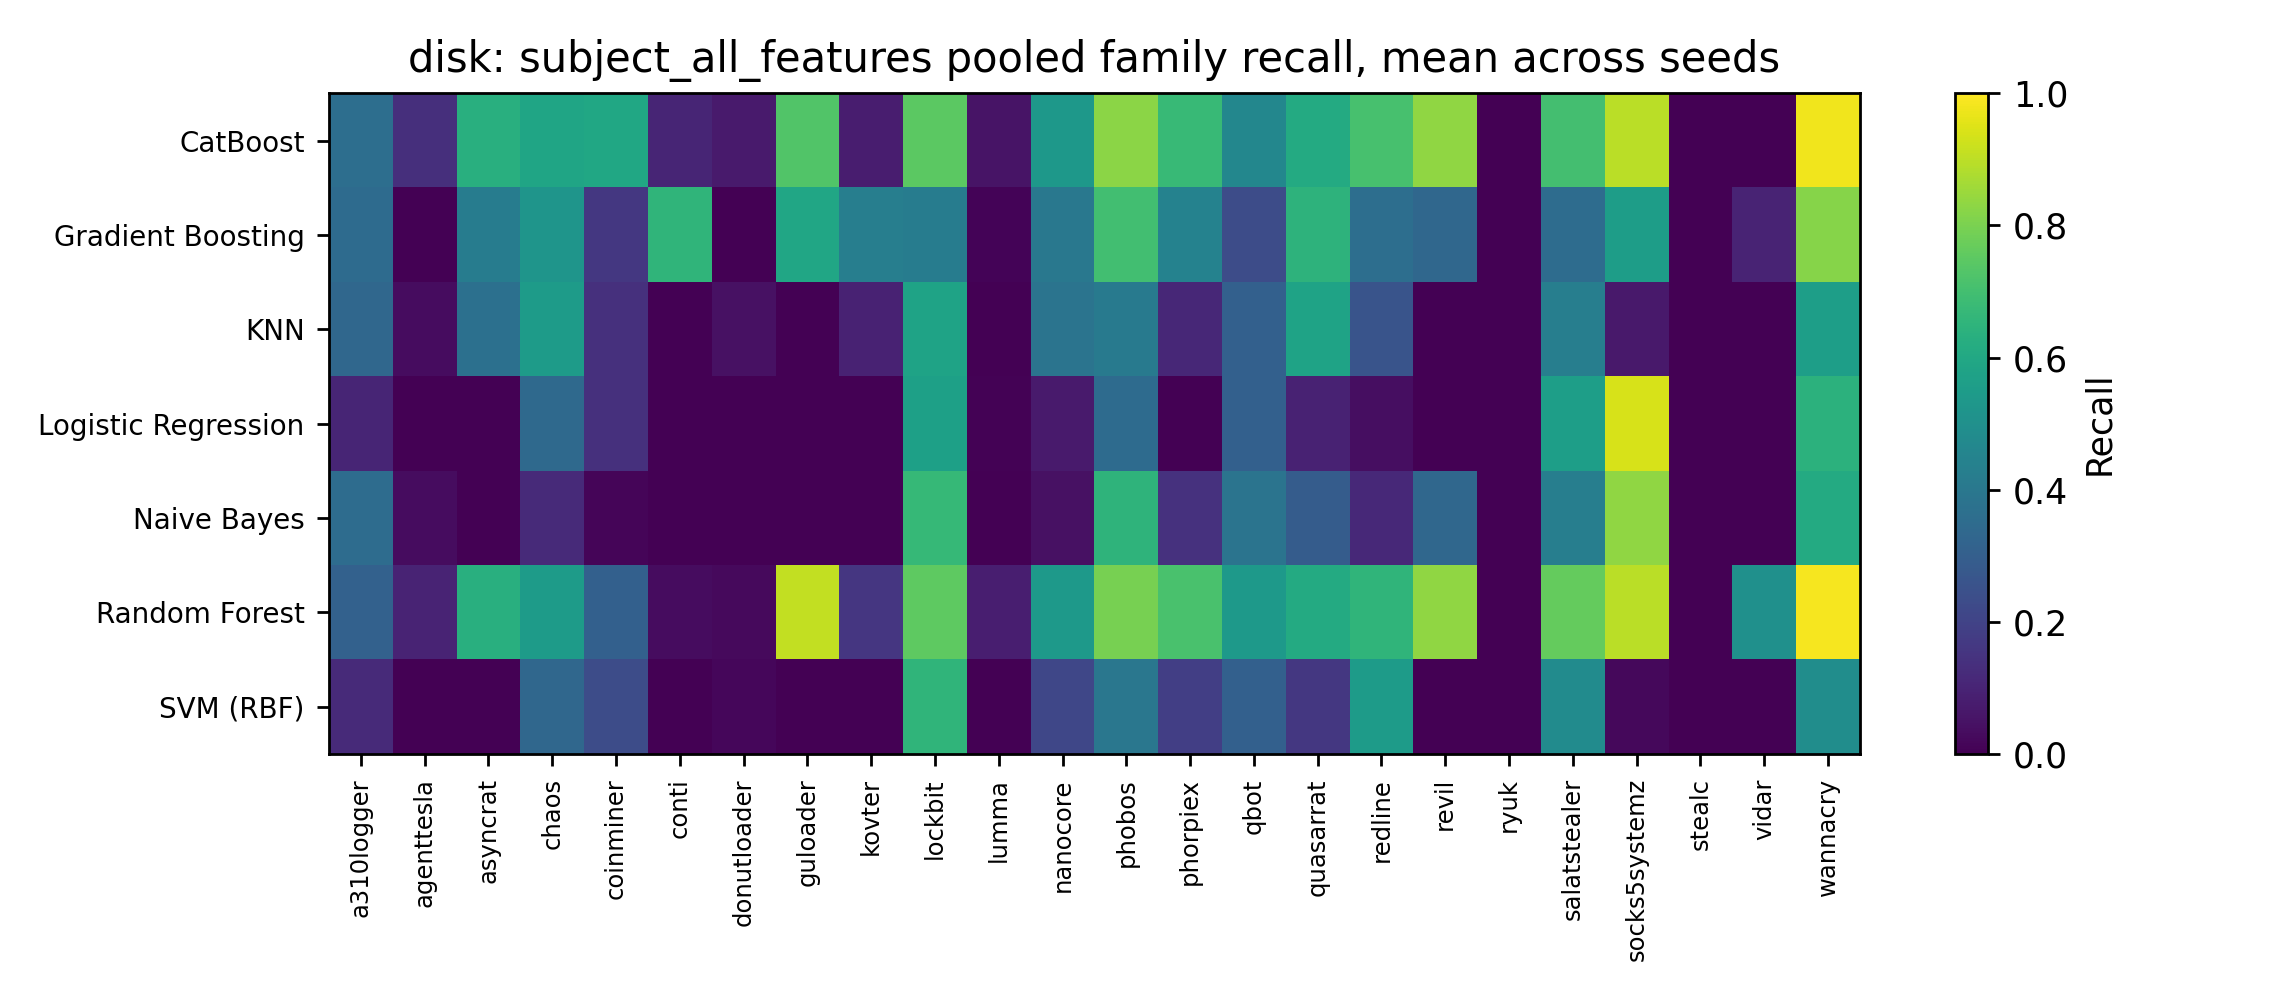 disk: subject_all_features pooled family recall, mean across seeds
CatBoost
Gradient Boosting
KNN
Logistic Regression
Naive Bayes
Random Forest
SVM (RBF)
a310logger
agenttesla
asyncrat
chaos
coinminer
conti
donutloader
guloader
kovter
lockbit
lumma
nanocore
phobos
phorpiex
qbot
quasarrat
redline
revil
ryuk
salatstealer
socks5systemz
stealc
vidar
wannacry
1.0
0.8
0.6
0.4
0.2
0.0
Recall